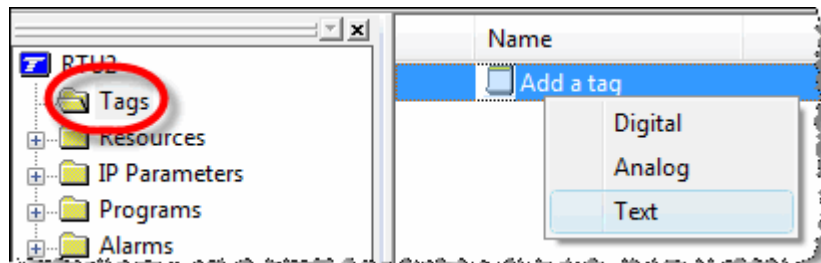 RTU2
Tags
Resources
IP Parameters
Programs
Alarms
Name
Add a tag
Digital
Analog
Text